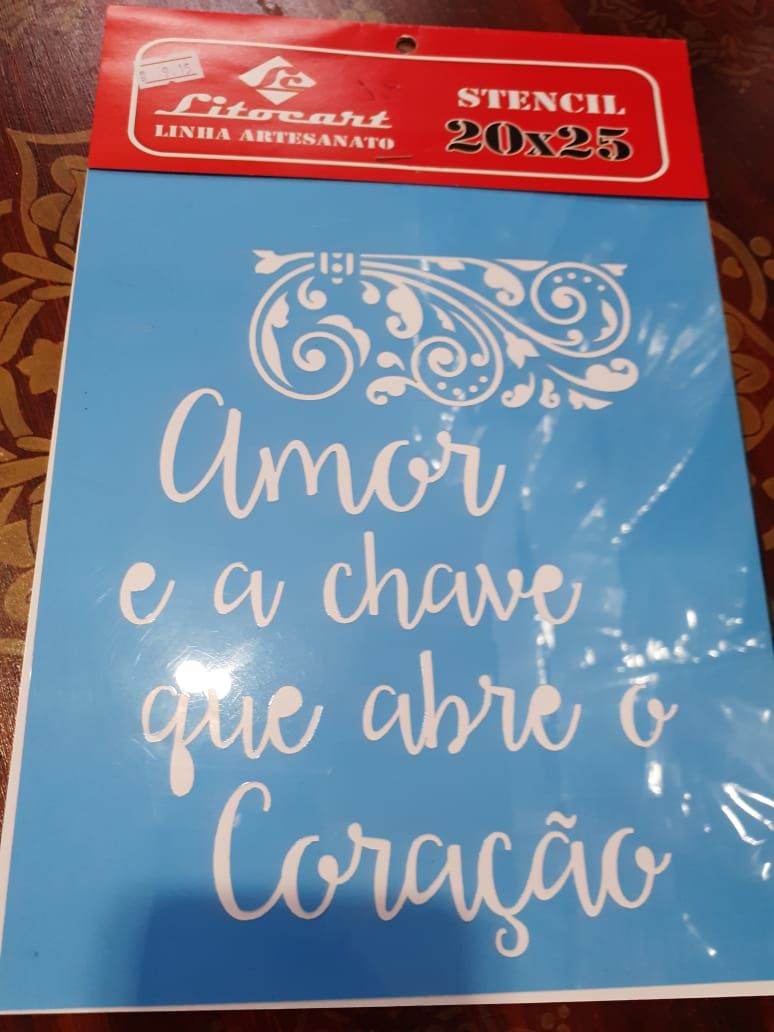 Litocart
LINHA ARTESANATO
STENCIL
20x25
Amor
e a chave
que abre o
Coração